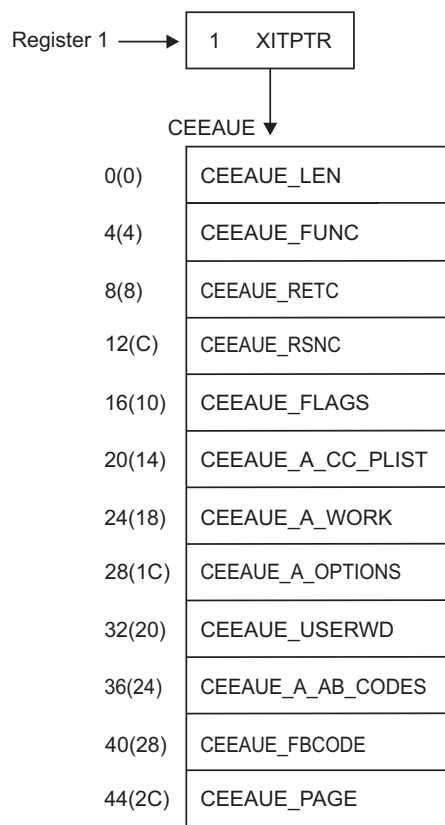 Register 1
1 XITPTR
CEEAUE
0(0) CEEAUE_LEN
4(4) CEEAUE_FUNC
8(8) CEEAUE_RETC
12(C) CEEAUE_RSNC
16(10) CEEAUE_FLAGS
20(14) CEEAUE_A_CC_PLIST
24(18) CEEAUE_A_WORK
28(1C) CEEAUE_A_OPTIONS
32(20) CEEAUE_USERWD
36(24) CEEAUE_A_AB_CODES
40(28) CEEAUE_FBCODE
44(2C) CEEAUE_PAGE